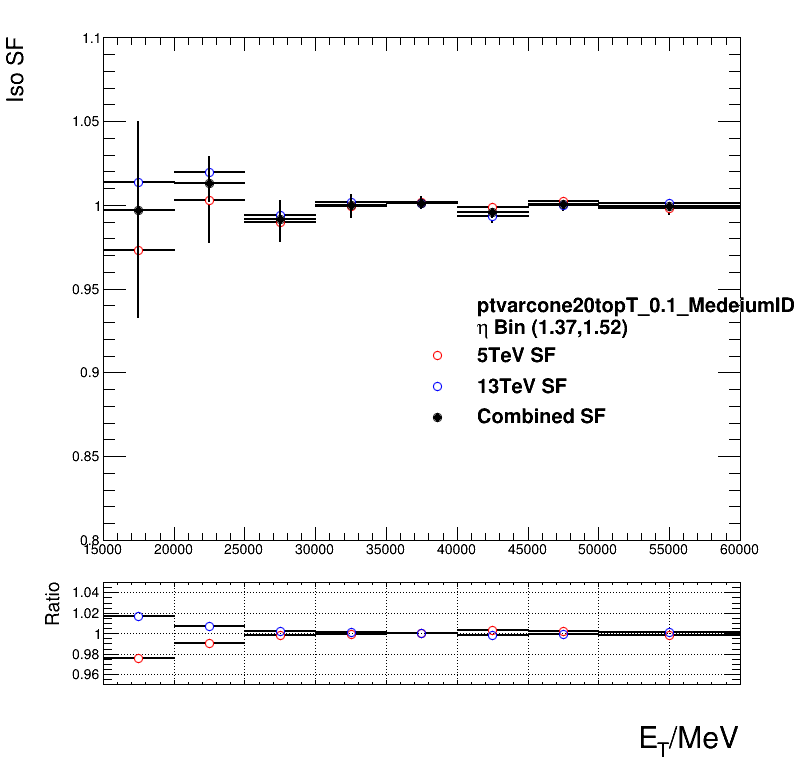 Iso SF
1.1
1.05
1
0.95
0.9
0.85
0.8
ptvarcone20topT_0.1_MedeiumID
η Bin (1.37,1.52)
5TeV SF
13TeV SF
Combined SF
15000 20000 25000 30000 35000 40000 45000 50000 55000 60000
Ratio
1.04
1.02
1
0.98
0.96
E_T/MeV